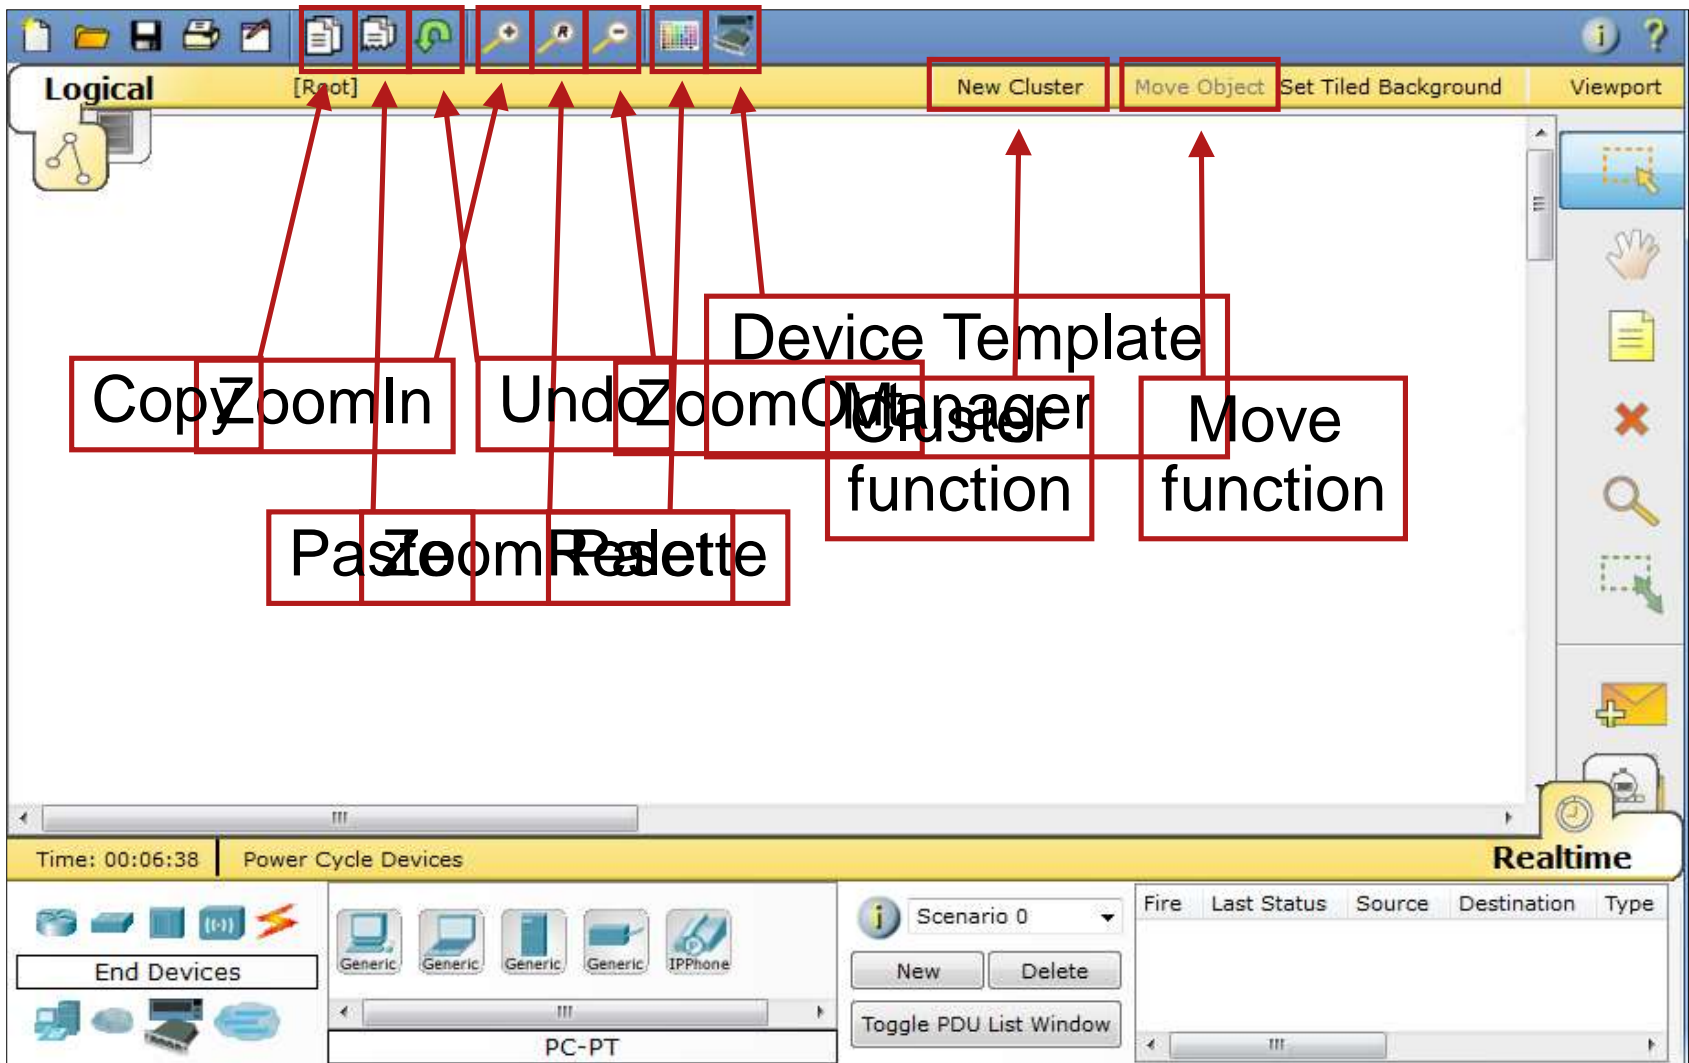 Logical
[Root]
New Cluster
Move Object
Set Tiled Background
Viewport
Device Template
Manager
Copy
ZoomIn
Undo
ZoomOut
Cluster
function
Move
function
Paste
ZoomReset
Palette
Time: 00:06:38
Power Cycle Devices
Realtime
Fire Last Status Source Destination Type
Scenario 0
Generic
Generic
Generic
Generic
IPPhone
End Devices
New
Delete
Toggle PDU List Window
PC-PT